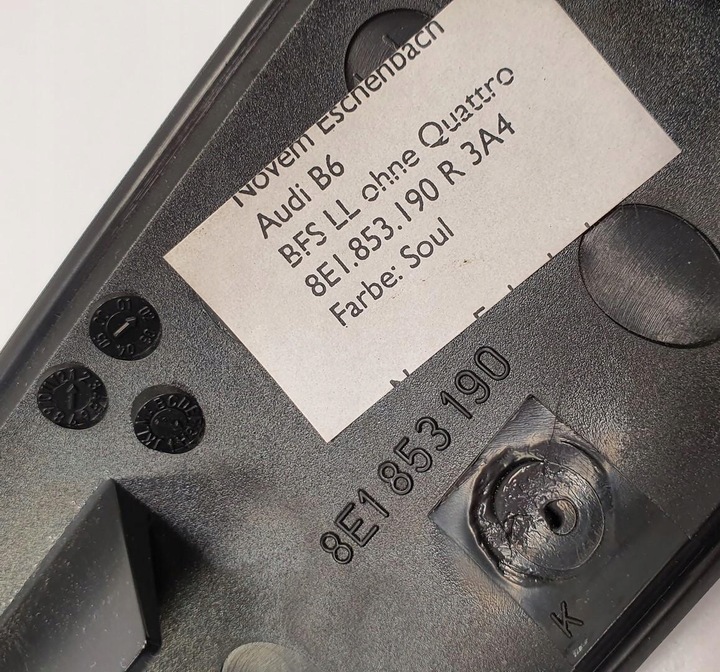 Novem Eschenbach
Audi B6
BFS LL ohne Quattro
8E1.853.190 R 3A4
Farbe: Soul
8E1 853 190
K